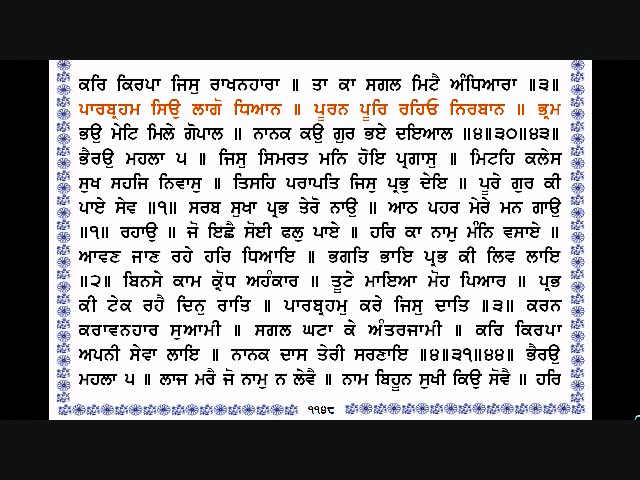 ਕਰਿ ਕਿਰਪਾ ਜਿਸੁ ਰਾਖਨਹਾਰਾ ॥ ਤਾ ਕਾ ਸਗਲ ਮਿਟੈ ਅੰਧਿਆਰਾ ॥੩॥
ਪਾਰਬ੍ਰਹਮ ਸਿਉ ਲਾਗੋ ਧਿਆਨ ॥ ਪੂਰਨ ਪੂਰਿ ਰਹਿਓ ਨਿਰਬਾਨ ॥ ਭ੍ਰਮ
ਭਉ ਮੇਟਿ ਮਿਲੇ ਗੋਪਾਲ ॥ ਨਾਨਕ ਕਉ ਗੁਰ ਭਏ ਦਇਆਲ ॥੪॥੩੦॥੪੩॥
ਭੈਰਉ ਮਹਲਾ ੫ ॥ ਜਿਸੁ ਸਿਮਰਤ ਮਨਿ ਹੋਇ ਪ੍ਰਗਾਸੁ ॥ ਮਿਟਹਿ ਕਲੇਸ
ਸੁਖ ਸਹਜਿ ਨਿਵਾਸੁ ॥ ਤਿਸਹਿ ਪਰਾਪਤਿ ਜਿਸੁ ਪ੍ਰਭੁ ਦੇਇ ॥ ਪੂਰੇ ਗੁਰ ਕੀ
ਪਾਏ ਸੇਵ ॥੧॥ ਸਰਬ ਸੁਖਾ ਪ੍ਰਭ ਤੇਰੋ ਨਾਉ ॥ ਆਠ ਪਹਰ ਮੇਰੇ ਮਨ ਗਾਉ
॥੧॥ ਰਹਾਉ ॥ ਜੋ ਇਛੈ ਸੋਈ ਫਲੁ ਪਾਏ ॥ ਹਰਿ ਕਾ ਨਾਮੁ ਮੰਨਿ ਵਸਾਏ ॥
ਆਵਣ ਜਾਣ ਰਹੇ ਹਰਿ ਧਿਆਇ ॥ ਭਗਤਿ ਭਾਇ ਪ੍ਰਭ ਕੀ ਲਿਵ ਲਾਇ
॥੨॥ ਬਿਨਸੇ ਕਾਮ ਕ੍ਰੋਧ ਅਹੰਕਾਰ ॥ ਤੂਟੇ ਮਾਇਆ ਮੋਹ ਪਿਆਰ ॥ ਪ੍ਰਭ
ਕੀ ਟੇਕ ਰਹੈ ਦਿਨੁ ਰਾਤਿ ॥ ਪਾਰਬ੍ਰਹਮੁ ਕਰੇ ਜਿਸੁ ਦਾਤਿ ॥੩॥ ਕਰਨ
ਕਰਾਵਨਹਾਰ ਸੁਆਮੀ ॥ ਸਗਲ ਘਟਾ ਕੇ ਅੰਤਰਜਾਮੀ ॥ ਕਰਿ ਕਿਰਪਾ
ਅਪਨੀ ਸੇਵਾ ਲਾਇ ॥ ਨਾਨਕ ਦਾਸ ਤੇਰੀ ਸਰਣਾਇ ॥੪॥੩੧॥੪੪॥ ਭੈਰਉ
ਮਹਲਾ ੫ ॥ ਲਾਜ ਮਰੈ ਜੋ ਨਾਮੁ ਨ ਲੇਵੈ ॥ ਨਾਮ ਬਿਹੂਨ ਸੁਖੀ ਕਿਉ ਸੋਵੈ ॥ ਹਰਿ
੧੧੪੮